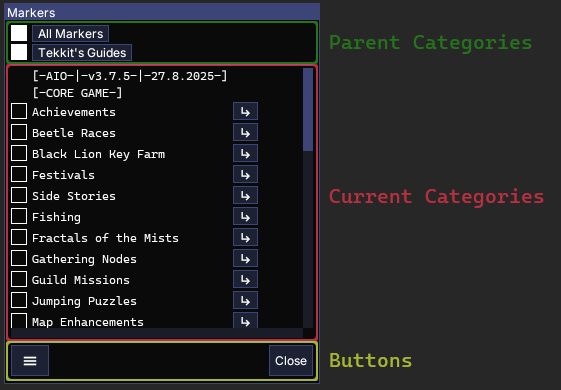 Markers
All Markers
Tekkit's Guides
Parent Categories
[-AIO-|-v3.7.5-|-27.8.2025-]
[-CORE GAME-]
Achievements
Beetle Races
Black Lion Key Farm
Festivals
Side Stories
Current Categories
Fishing
Fractals of the Mists
Gathering Nodes
Guild Missions
Jumping Puzzles
Map Enhancements
Close
Buttons